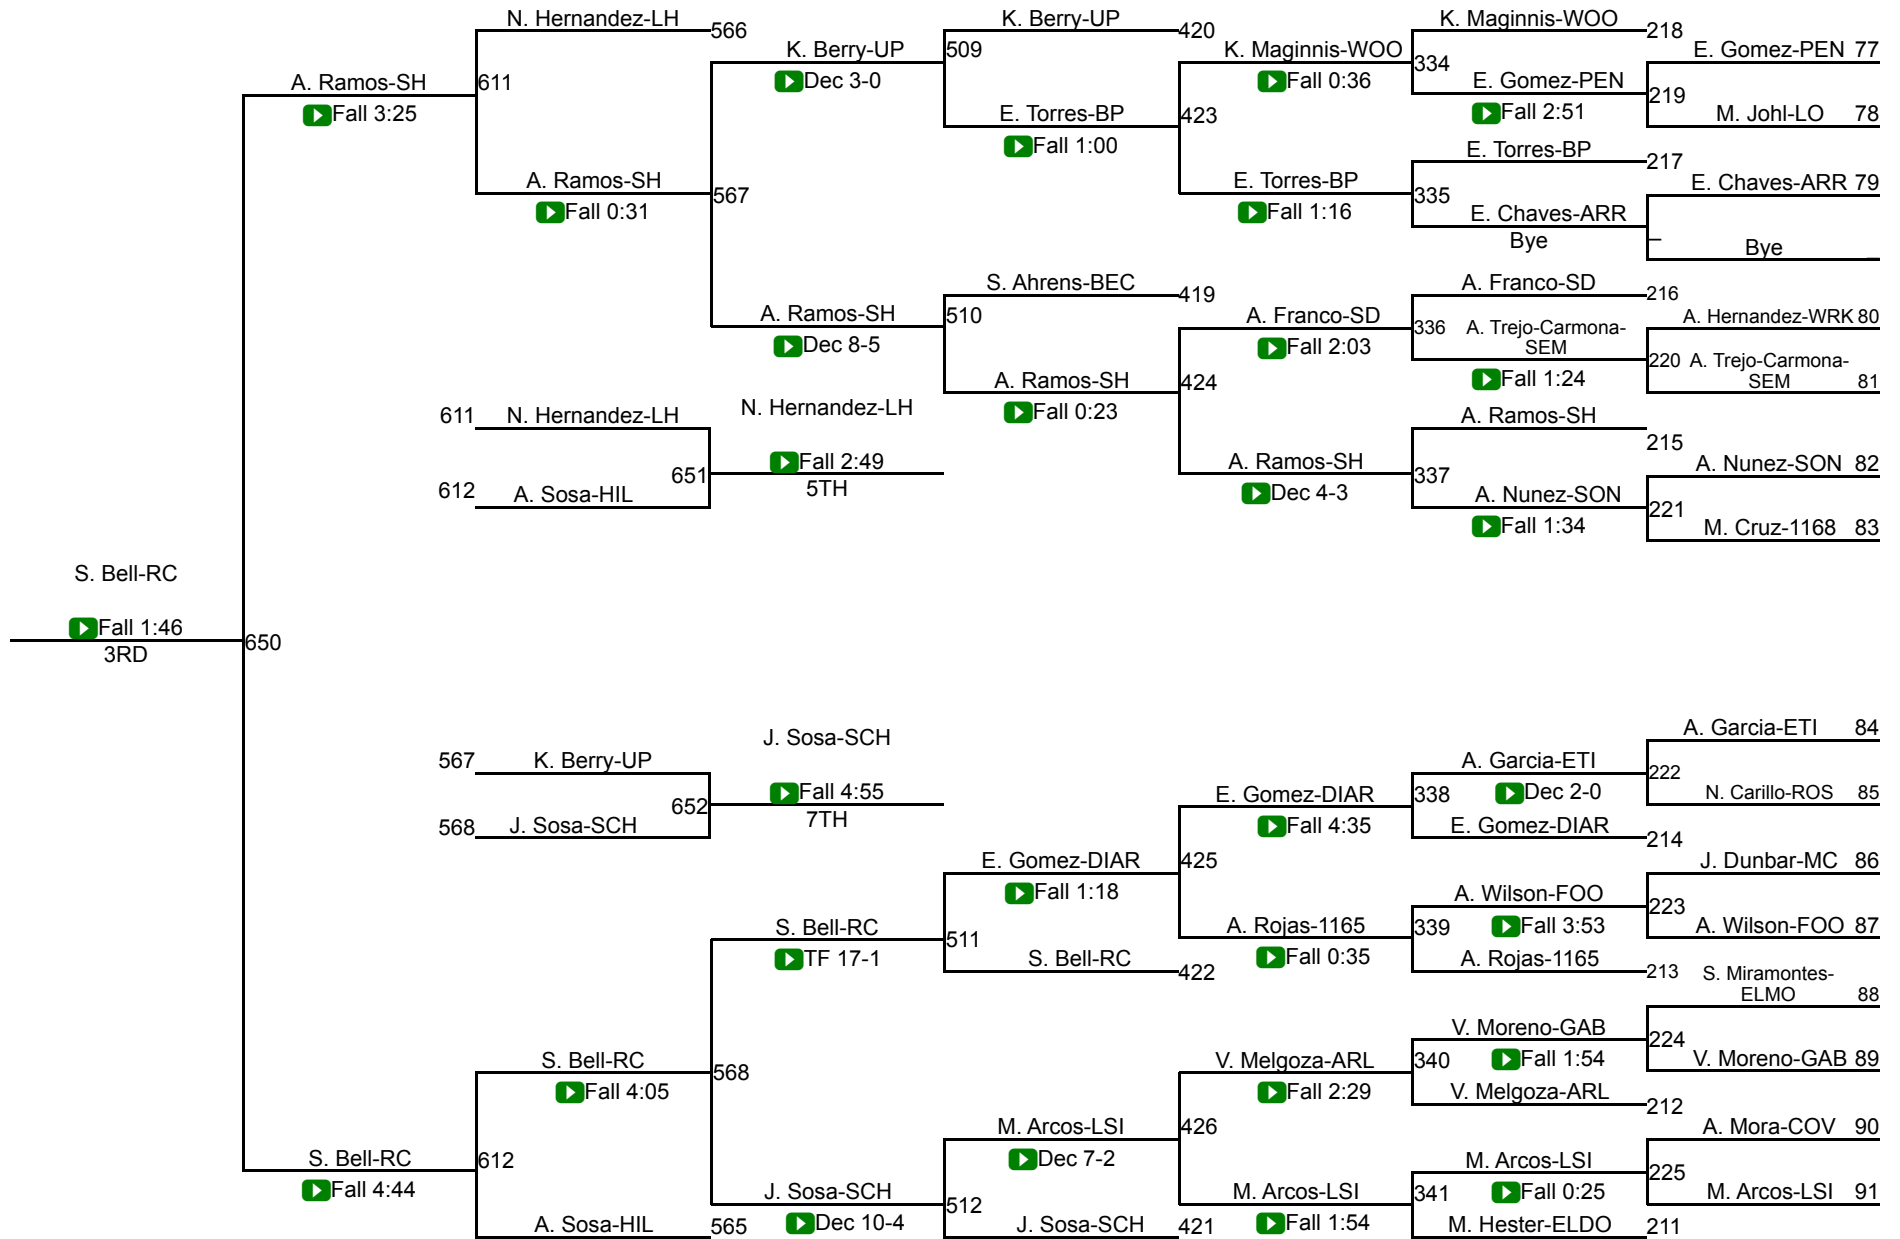 N. Hernandez-LH
566
K. Berry-UP
420
K. Maginnis-WOO
218
K. Berry-UP
509
K. Maginnis-WOO
334
E. Gomez-PEN 77
A. Ramos-SH
611
Dec 3-0
Fall 0:36
E. Gomez-PEN
219
Fall 3:25
E. Torres-BP
423
Fall 2:51
M. Johl-LO 78
Fall 1:00
E. Torres-BP
217
A. Ramos-SH
567
E. Torres-BP
335
E. Chaves-ARR 79
Fall 0:31
Fall 1:16
E. Chaves-ARR
Bye
Bye
S. Ahrens-BEC
419
A. Franco-SD
216
A. Ramos-SH
510
A. Franco-SD
336
A. Trejo-Carmona-
SEM
A. Hernandez-WRK 80
Dec 8-5
Fall 2:03
220
A. Trejo-Carmona-
SEM 81
A. Ramos-SH
424
Fall 1:24
Fall 0:23
611
N. Hernandez-LH
N. Hernandez-LH
A. Ramos-SH
215
651
Fall 2:49
5TH
A. Ramos-SH
337
A. Nunez-SON 82
612
A. Sosa-HIL
Dec 4-3
A. Nunez-SON
221
Fall 1:34
M. Cruz-1168 83
S. Bell-RC
Fall 1:46
3RD
650
J. Sosa-SCH
A. Garcia-ETI 84
567
K. Berry-UP
A. Garcia-ETI
222
652
Fall 4:55
7TH
E. Gomez-DIAR
338
Dec 2-0
N. Carillo-ROS 85
568
J. Sosa-SCH
Fall 4:35
E. Gomez-DIAR
214
E. Gomez-DIAR
425
J. Dunbar-MC 86
Fall 1:18
A. Wilson-FOO
223
S. Bell-RC
511
A. Rojas-1165
339
Fall 3:53
A. Wilson-FOO 87
TF 17-1
S. Bell-RC
422
Fall 0:35
A. Rojas-1165
213
S. Miramontes-
ELMO 88
V. Moreno-GAB
224
S. Bell-RC
568
V. Melgoza-ARL
340
Fall 1:54
V. Moreno-GAB 89
Fall 4:05
Fall 2:29
V. Melgoza-ARL
212
M. Arcos-LSI
426
A. Mora-COV 90
S. Bell-RC
612
Dec 7-2
M. Arcos-LSI
225
Fall 4:44
J. Sosa-SCH
512
M. Arcos-LSI
341
Fall 0:25
M. Arcos-LSI 91
A. Sosa-HIL
565
Dec 10-4
J. Sosa-SCH
421
Fall 1:54
M. Hester-ELDO
211